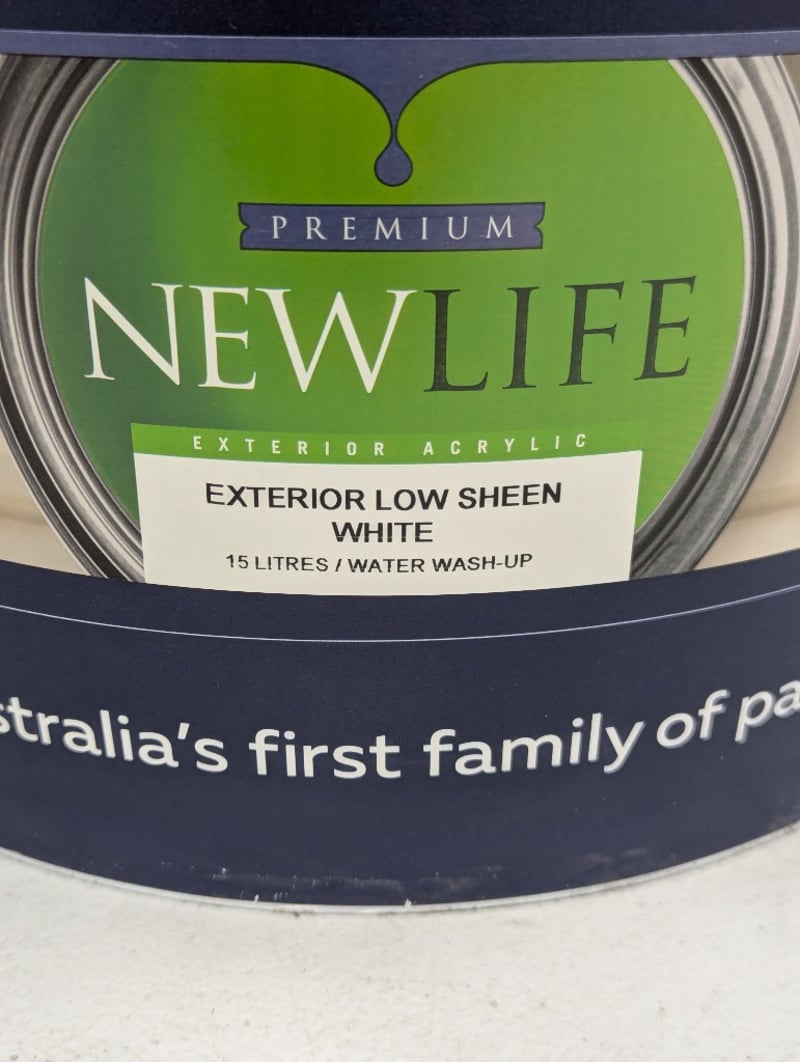 PREMIUM
NEWLIFE
EXTERIOR ACRYLIC
EXTERIOR LOW SHEEN
WHITE
15 LITRES / WATER WASH-UP
stralia's first family of pa